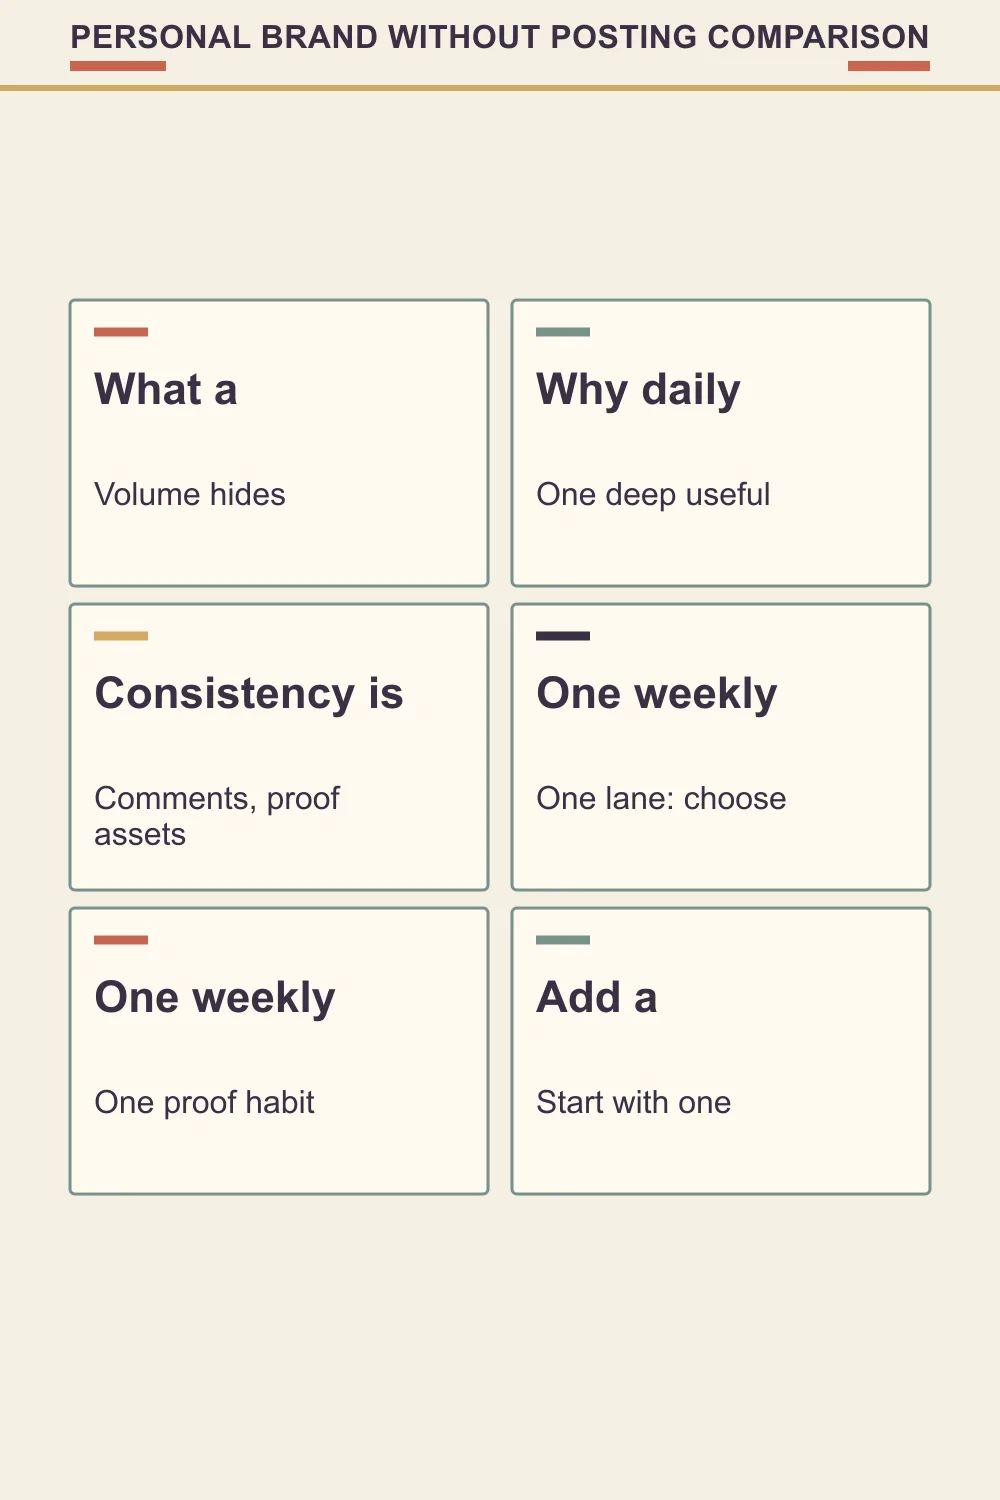 PERSONAL BRAND WITHOUT POSTING COMPARISON
What a
Volume hides
Why daily
One deep useful
Consistency is
Comments, proof
assets
One weekly
One lane: choose
One weekly
One proof habit
Add a
Start with one